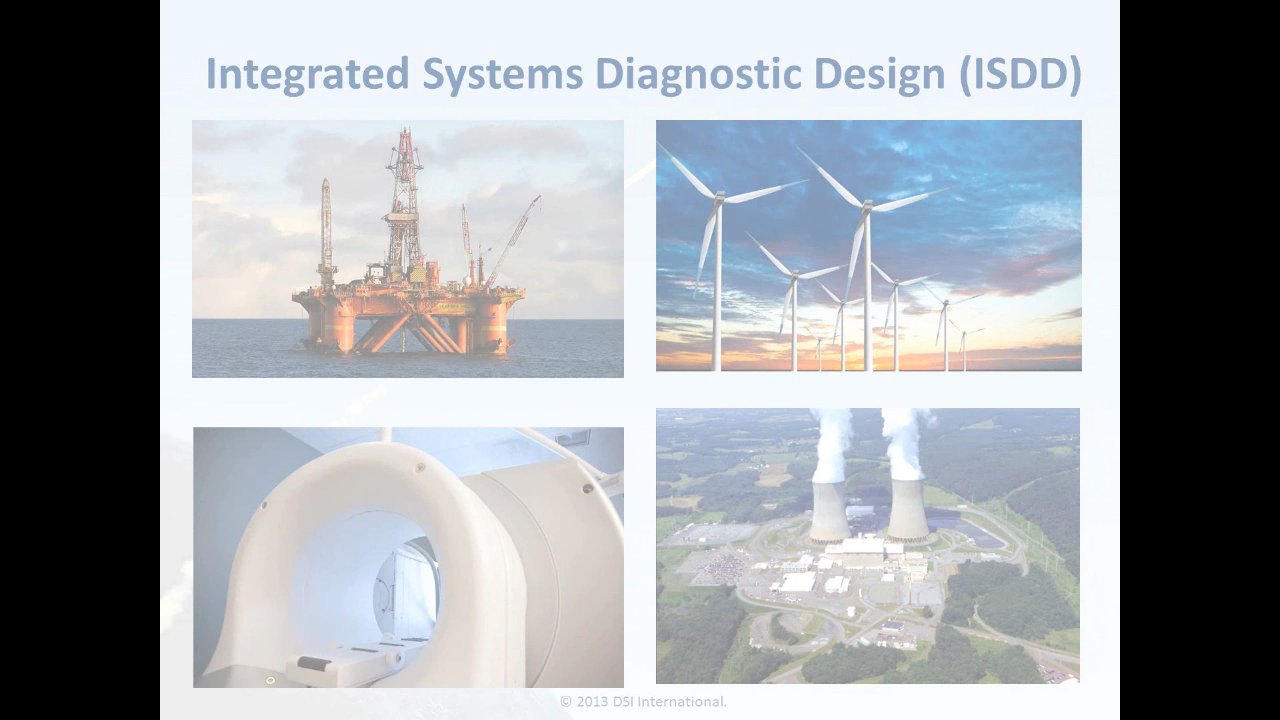 Integrated Systems Diagnostic Design (ISDD)
© 2013 DSI International.